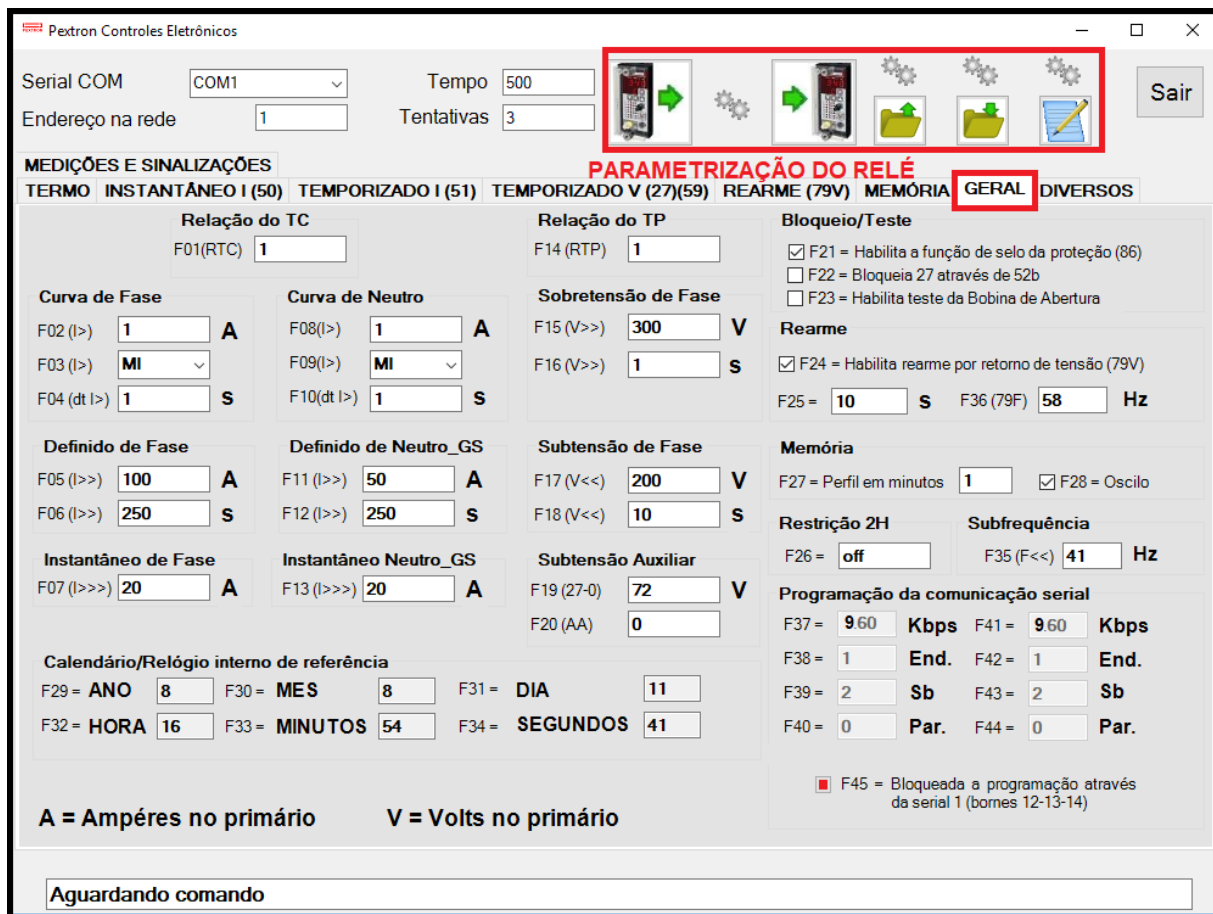 Pextron Controles Eletrônicos
Serial COM COM1 Tempo 500
Endereço na rede 1 Tentativas 3
Sair
MEDIÇÕES E SINALIZAÇÕES
PARAMETRIZAÇÃO DO RELÉ
TERMO INSTANTÂNEO I (50) TEMPORIZADO I (51) TEMPORIZADO V (27)(59) REARME (79V) MEMÓRIA GERAL DIVERSOS
Relação do TC
F01(RTC) 1
Curva de Fase
F02 (I>) 1 A
F03 (I>) MI
F04 (dt I>) 1 s
Curva de Neutro
F08(I>) 1 A
F09(I>) MI
F10(dt I>) 1 s
Definido de Fase
F05 (I>>) 100 A
F06 (I>>) 250 s
Definido de Neutro_GS
F11 (I>>) 50 A
F12 (I>>) 250 s
Instantâneo de Fase
F07 (I>>>) 20 A
Instantâneo Neutro_GS
F13 (I>>>) 20 A
Relação do TP
F14 (RTP) 1
Sobretensão de Fase
F15 (V>>) 300 V
F16 (V>>) 1 s
Subtensão de Fase
F17 (V<<) 200 V
F18 (V<<) 10 s
Subtensão Auxiliar
F19 (27-0) 72 V
F20 (AA) 0
Calendário/Relógio interno de referência
F29 = ANO 8 F30 = MES 8 F31 = DIA 11
F32 = HORA 16 F33 = MINUTOS 54 F34 = SEGUNDOS 41
A = Ampéres no primário V = Volts no primário
Bloqueio/Teste
F21 = Habilita a função de selo da proteção (86)
F22 = Bloqueia 27 através de 52b
F23 = Habilita teste da Bobina de Abertura
Rearme
F24 = Habilita rearme por retorno de tensão (79V)
F25 = 10 s F36 (79F) 58 Hz
Memória
F27 = Perfil em minutos 1 F28 = Oscilo
Restrição 2H
F26 = off
Subfrequência
F35 (F<<) 41 Hz
Programação da comunicação serial
F37 = 9.60 Kbps F41 = 9.60 Kbps
F38 = 1 End. F42 = 1 End.
F39 = 2 Sb F43 = 2 Sb
F40 = 0 Par. F44 = 0 Par.
F45 = Bloqueada a programação através
da serial 1 (bornes 12-13-14)
Aguardando comando